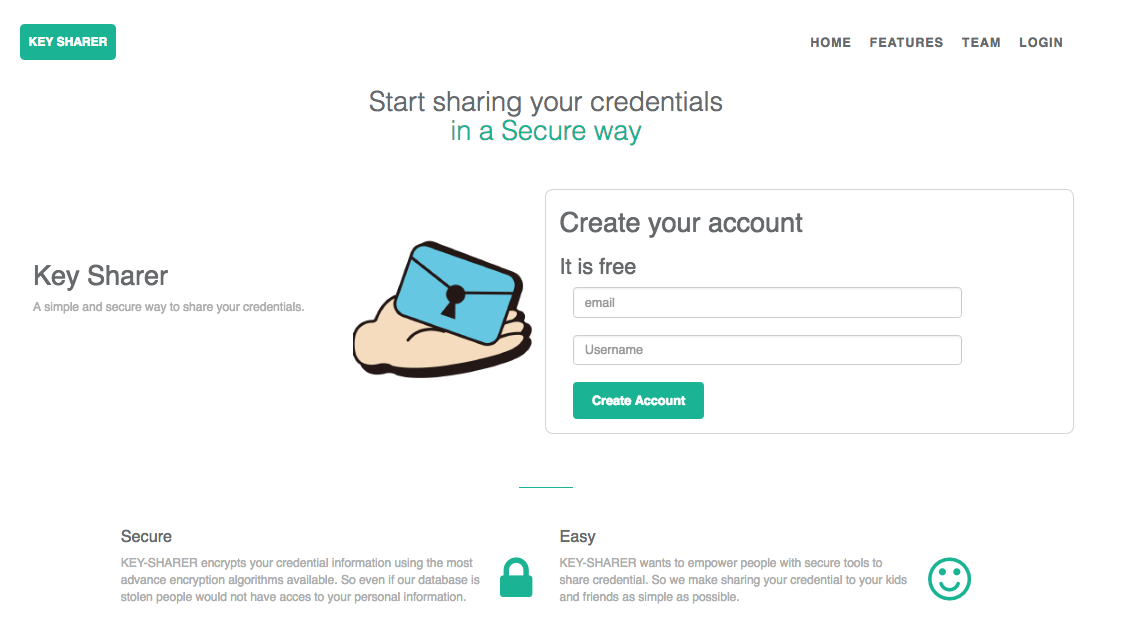 KEY SHARER
HOME FEATURES TEAM LOGIN
Start sharing your credentials
in a Secure way
Key Sharer
A simple and secure way to share your credentials.
Create your account
It is free
email
Username
Create Account
Secure
KEY-SHARER encrypts your credential information using the most
advance encryption algorithms available. So even if our database is
stolen people would not have acces to your personal information.
Easy
KEY-SHARER wants to empower people with secure tools to
share credential. So we make sharing your credential to your kids
and friends as simple as possible.